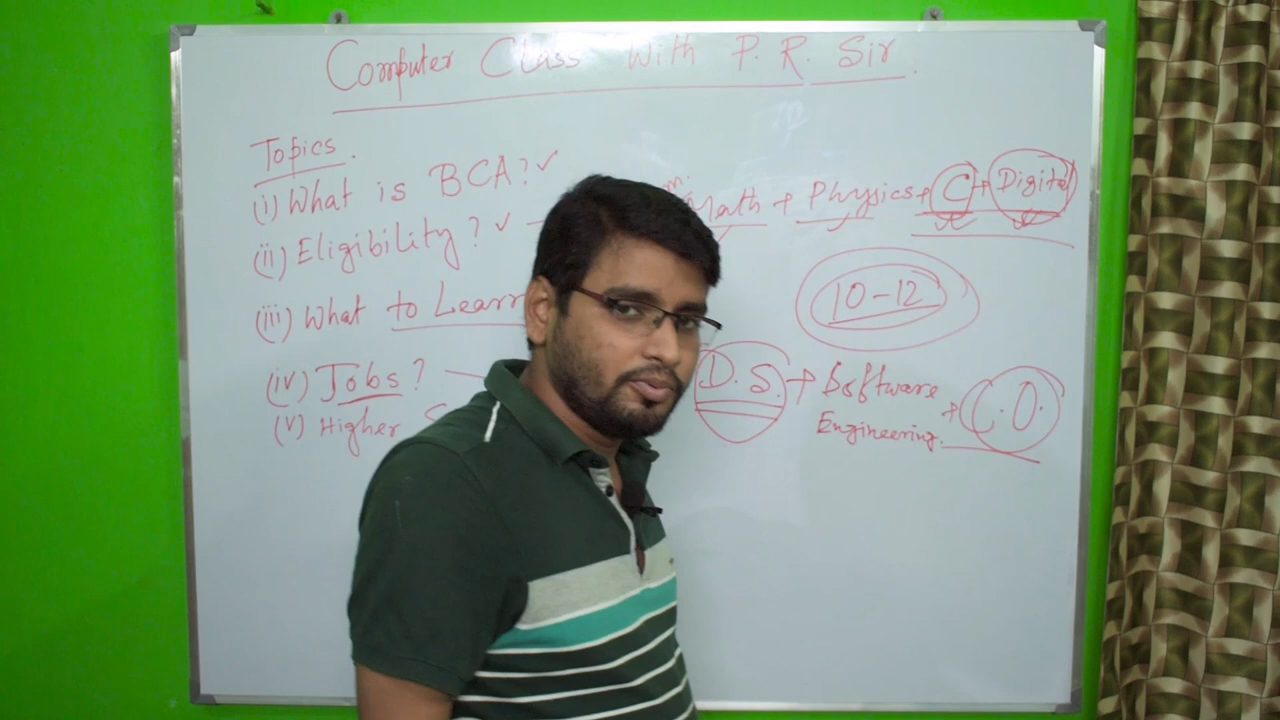 Computer Class With P. R. Sir.
Topics.
(i) What is BCA? ✓
Math + Physics + C + Digital
(ii) Eligibility? ✓ -
10-12
(iii) What to Learn
(iv) Jobs? -
D.S. → Software + C.O.
Engineering.
(v) Higher S